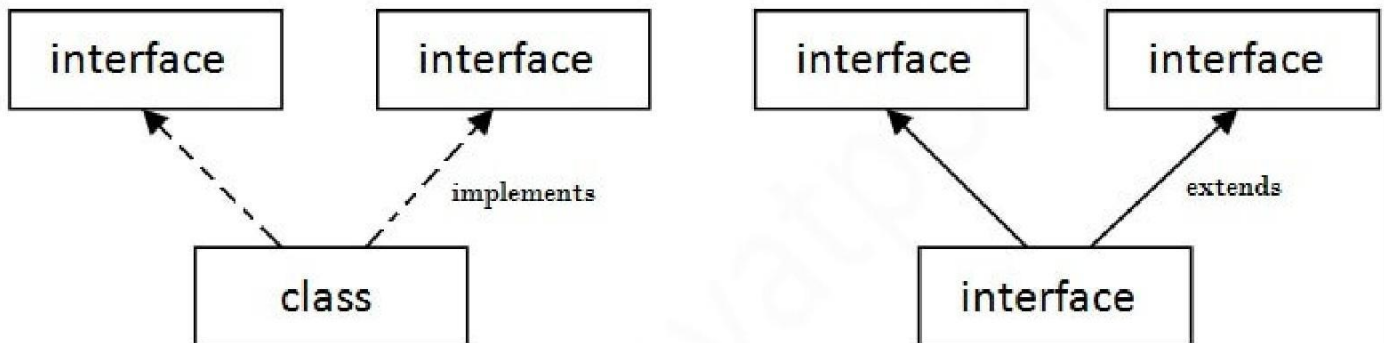 interface interface interface interface
implements extends
class interface